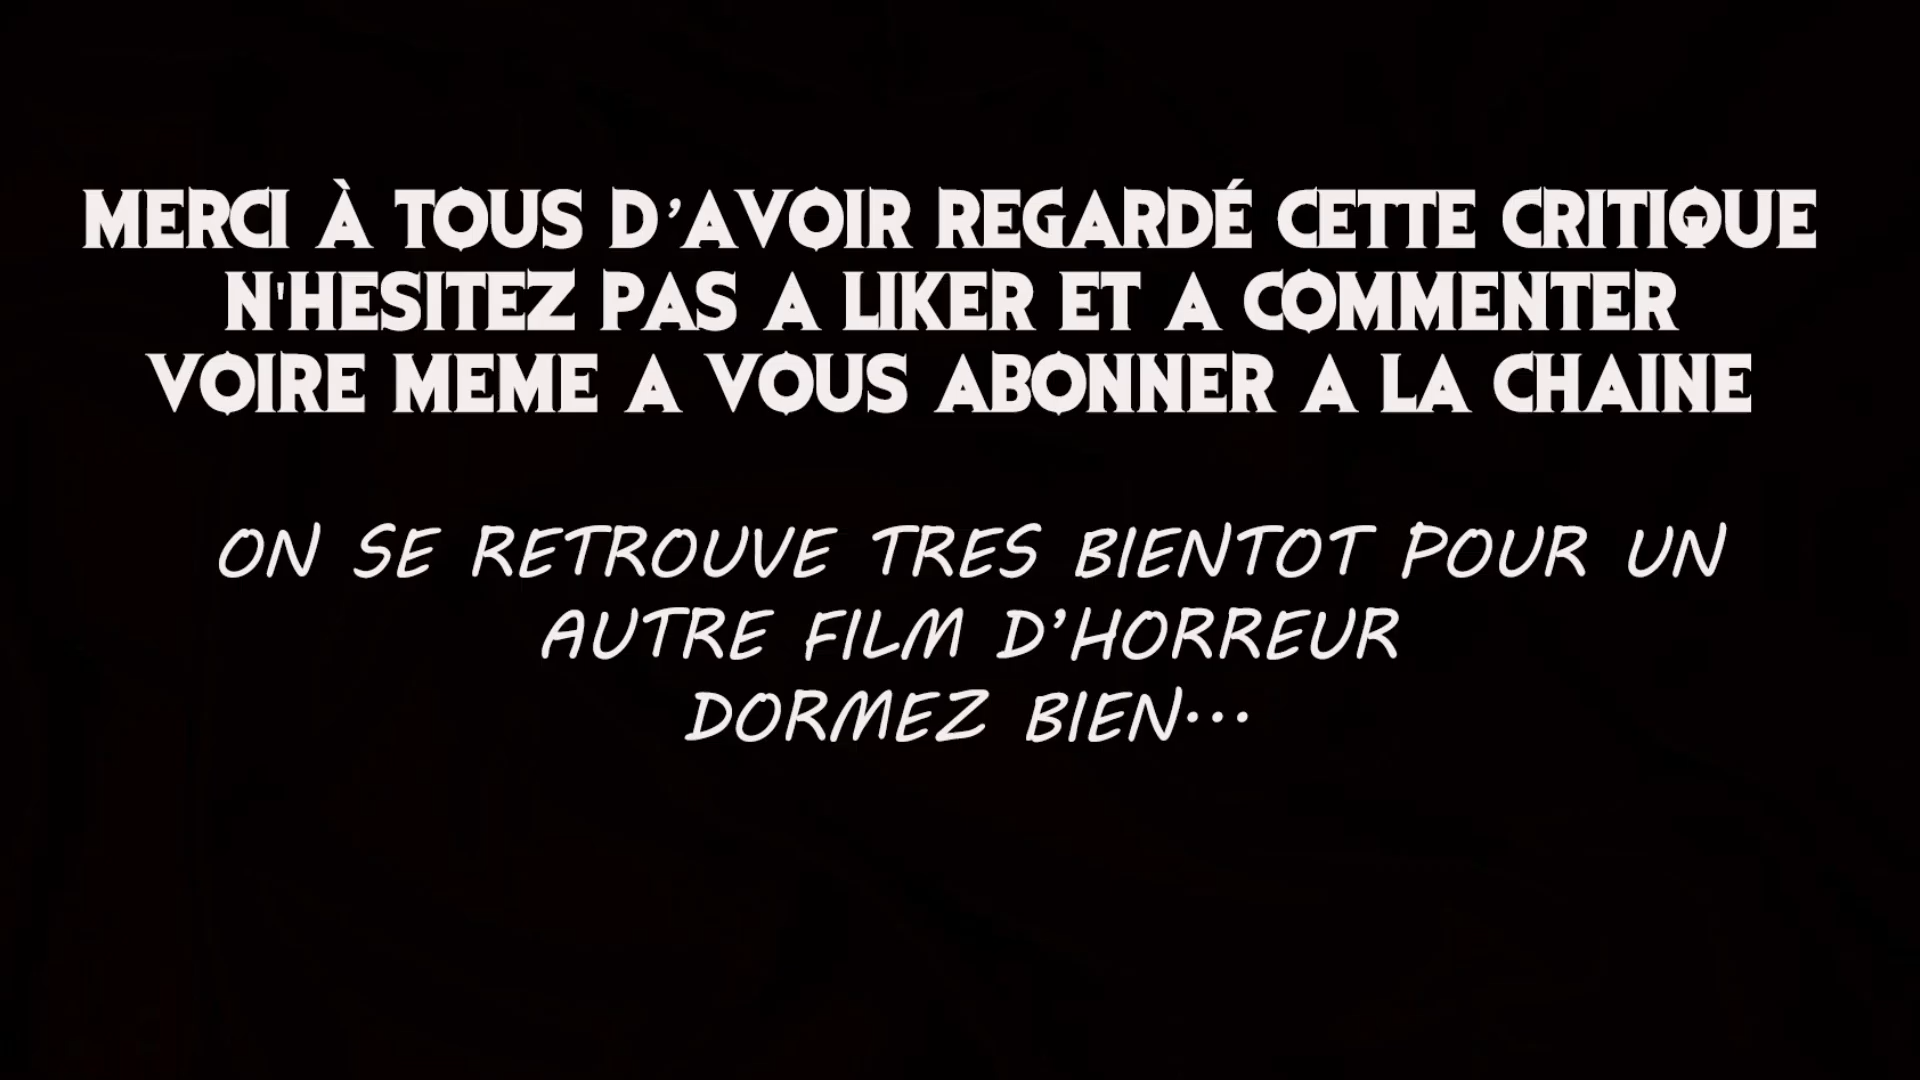 MERCI À TOUS D’AVOIR REGARDÉ CETTE CRITIQUE
N'HESITEZ PAS A LIKER ET A COMMENTER
VOIRE MEME A VOUS ABONNER A LA CHAINE
ON SE RETROUVE TRES BIENTOT POUR UN
AUTRE FILM D’HORREUR
DORMEZ BIEN...